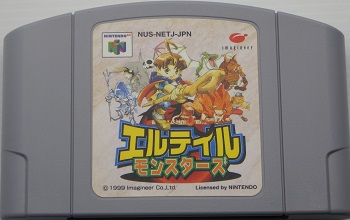 NINTENDO 64
NUS-NETJ-JPN
imagineer
エルテイル
モンスターズ
© 1999 Imagineer Co.,Ltd.
Licensed by NINTENDO